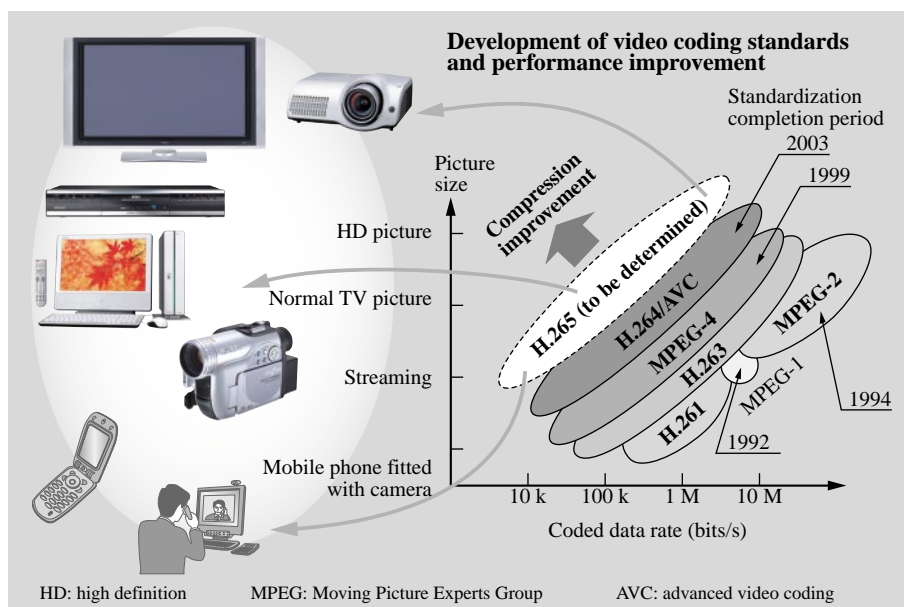 Development of video coding standards
and performance improvement
Standardization
completion period
2003
1999
Picture
size
Compression
improvement
HD picture
Normal TV picture
Streaming
Mobile phone fitted
with camera
H.265 (to be determined)
H.264/AVC
MPEG-4
H.263
H.261
MPEG-1
MPEG-2
1992
1994
10 k
100 k
1 M
10 M
Coded data rate (bits/s)
HD: high definition
MPEG: Moving Picture Experts Group
AVC: advanced video coding